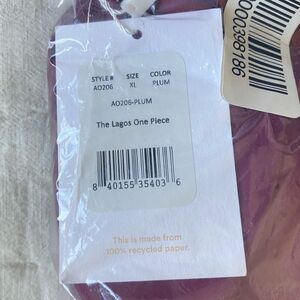 STYLE # SIZE COLOR
AO206 XL PLUM
AO206-PLUM
The Lagos One Piece
8 40155 35403 6
This is made from
100% recycled paper.
0000398186